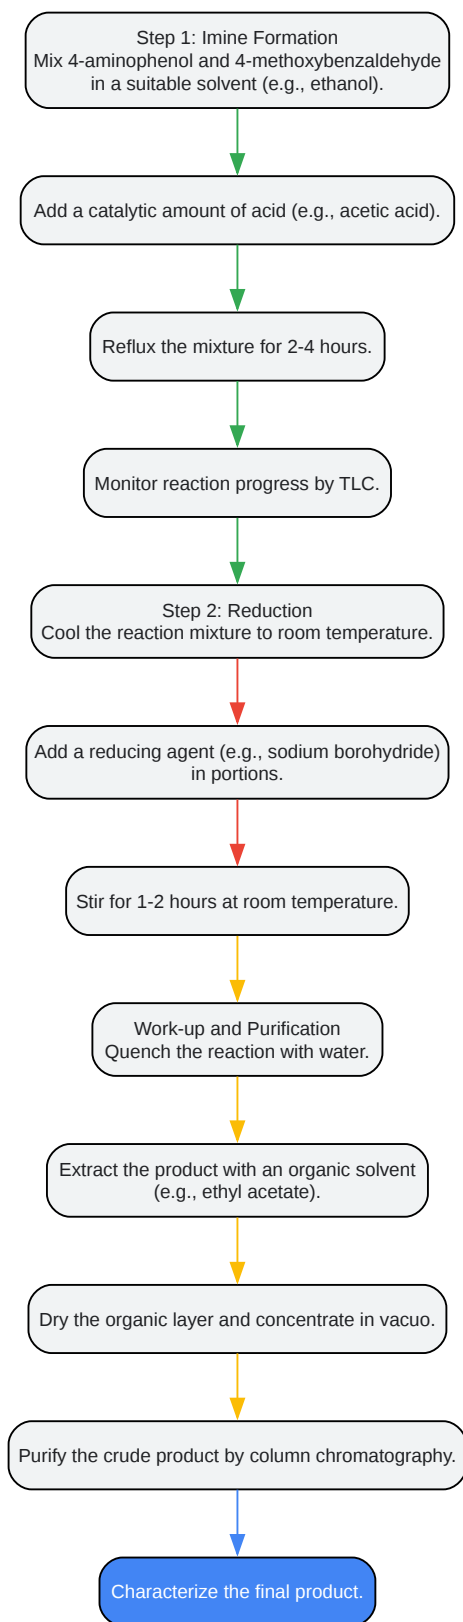 Step 1: Imine Formation
Mix 4-aminophenol and 4-methoxybenzaldehyde
in a suitable solvent (e.g., ethanol).
Add a catalytic amount of acid (e.g., acetic acid).
Reflux the mixture for 2-4 hours.
Monitor reaction progress by TLC.
Step 2: Reduction
Cool the reaction mixture to room temperature.
Add a reducing agent (e.g., sodium borohydride)
in portions.
Stir for 1-2 hours at room temperature.
Work-up and Purification
Quench the reaction with water.
Extract the product with an organic solvent
(e.g., ethyl acetate).
Dry the organic layer and concentrate in vacuo.
Purify the crude product by column chromatography.
Characterize the final product.